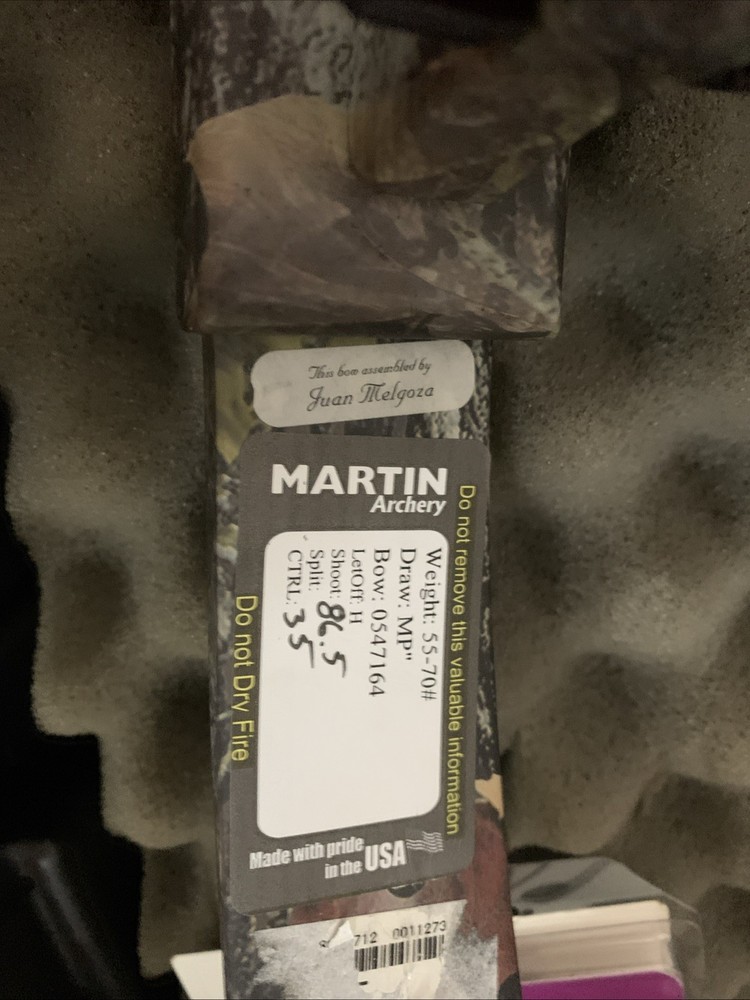 This bow assembled by
Juan Melgoza
MARTIN
Archery
Do not remove this valuable information
Weight: 55-70#
Draw: MP"
Bow: 0547164
LetOff: H
Shoot: 86.5
Split:
CTRL: 35
Do not Dry Fire
Made with pride
in the USA
712 0011273